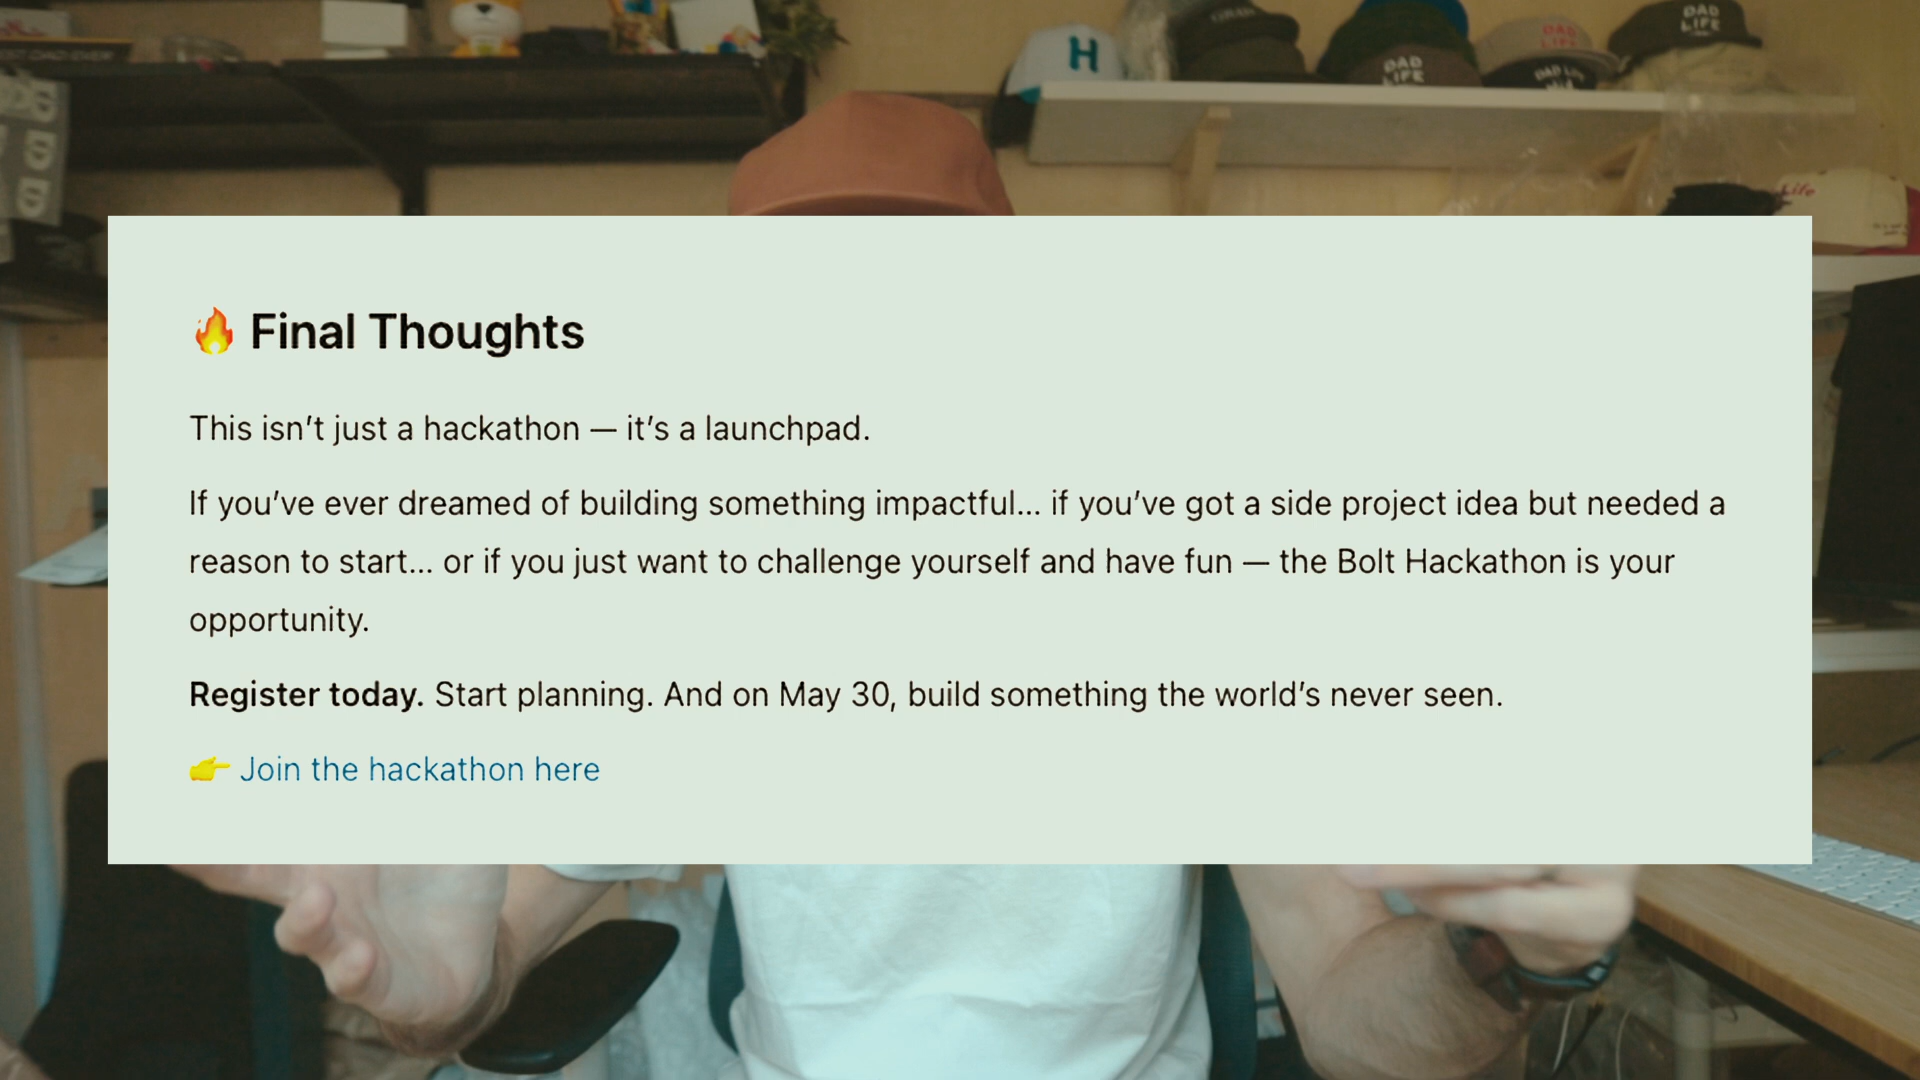 H
DAD
LIFE
DAD
LIFE
DAD
LIFE
Life
🔥 Final Thoughts
This isn’t just a hackathon — it’s a launchpad.
If you’ve ever dreamed of building something impactful... if you’ve got a side project idea but needed a
reason to start... or if you just want to challenge yourself and have fun — the Bolt Hackathon is your
opportunity.
Register today. Start planning. And on May 30, build something the world’s never seen.
👉 Join the hackathon here